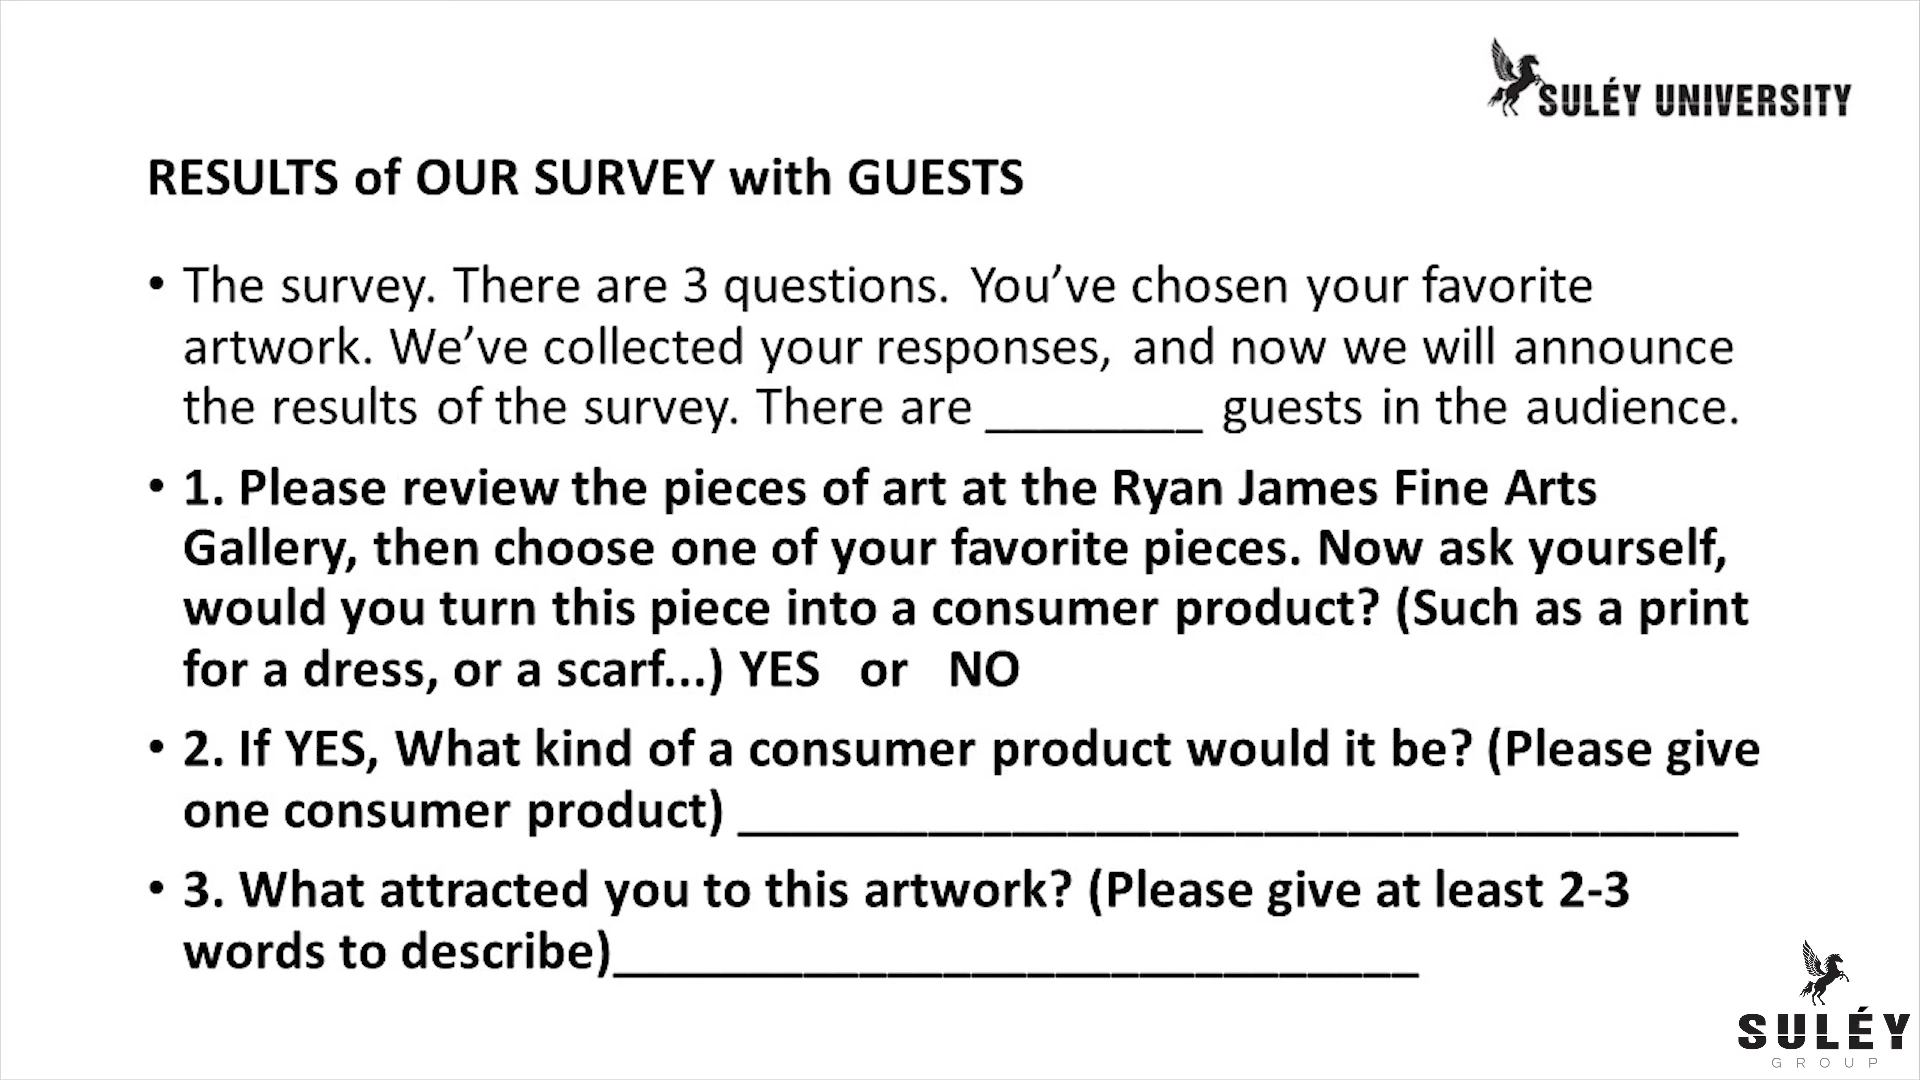 SULÉY UNIVERSITY
RESULTS of OUR SURVEY with GUESTS
• The survey. There are 3 questions. You’ve chosen your favorite
artwork. We’ve collected your responses, and now we will announce
the results of the survey. There are ________ guests in the audience.
• 1. Please review the pieces of art at the Ryan James Fine Arts
Gallery, then choose one of your favorite pieces. Now ask yourself,
would you turn this piece into a consumer product? (Such as a print
for a dress, or a scarf...) YES or NO
• 2. If YES, What kind of a consumer product would it be? (Please give
one consumer product) _____________________________________
• 3. What attracted you to this artwork? (Please give at least 2-3
words to describe)______________________________
SULÉY
GROUP